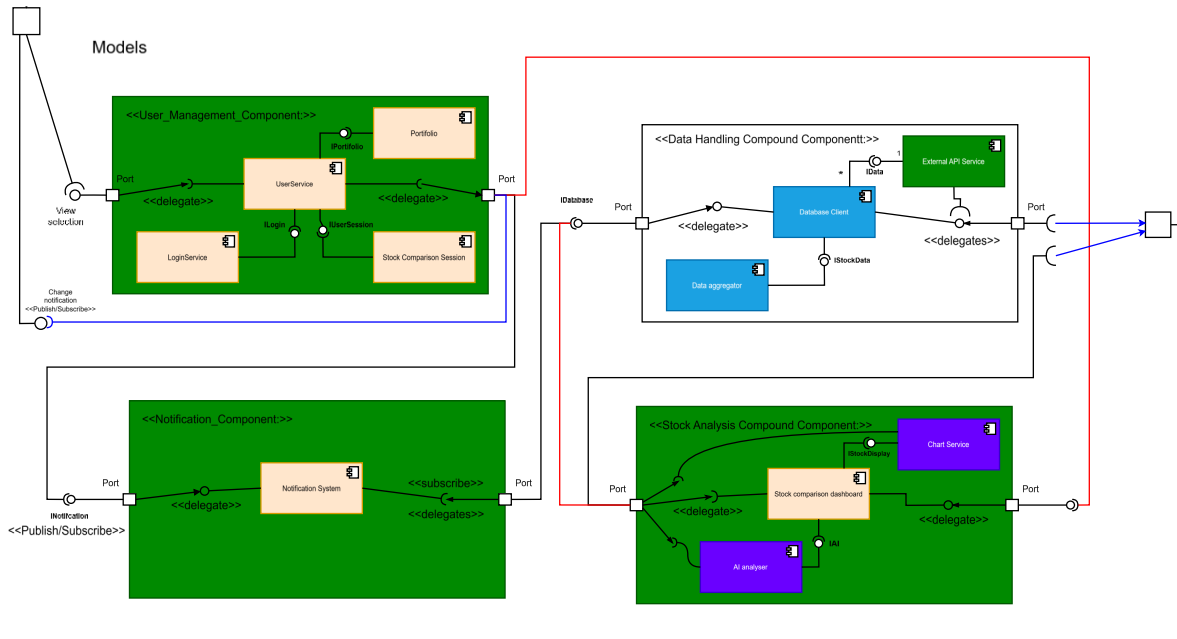 Models
<<User_Management_Component:>>
Portifolio
IPortifolio
Port
UserService
Port
<<delegate>>
<<delegate>>
View
selection
ILogin
IUserSession
LoginService
Stock Comparison Session
Change
notification
<<Publish/Subscribe>>
<<Data Handling Compound Componentt:>>
1
External API Service
IData
*
IDatabase
Port
Database Client
Port
<<delegate>>
<<delegates>>
IStockData
Data aggregator
<<Notification_Component:>>
Port
Notification System
<<subscribe>>
Port
<<delegate>>
<<delegates>>
INotifcation
<<Publish/Subscribe>>
<<Stock Analysis Compound Component:>>
Chart Service
IStockDisplay
Port
Stock comparison dashboard
Port
<<delegate>>
<<delegate>>
IAI
AI analyser